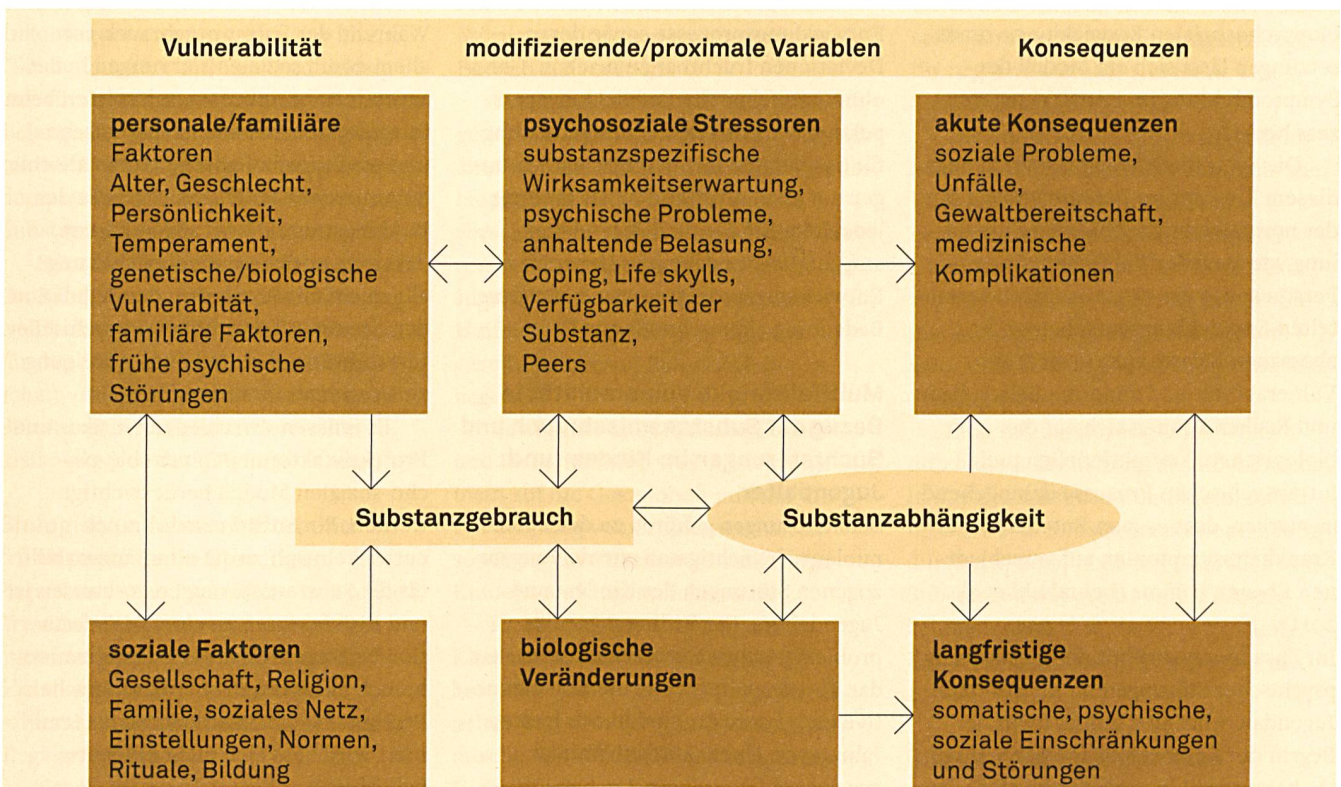 Vulnerabilität
modifizierende/proximale Variablen
Konsequenzen
personale/familiäre
Faktoren
Alter, Geschlecht,
Persönlichkeit,
Temperament,
genetische/biologische
Vulnerabität,
familiäre Faktoren,
frühe psychische
Störungen
psychosoziale Stressoren
substanzspezifische
Wirksamkeitserwartung,
psychische Probleme,
anhaltende Belasung,
Coping, Life skylls,
Verfügbarkeit der
Substanz,
Peers
akute Konsequenzen
soziale Probleme,
Unfälle,
Gewaltbereitschaft,
medizinische
Komplikationen
Substanzgebrauch
Substanzabhängigkeit
soziale Faktoren
Gesellschaft, Religion,
Familie, soziales Netz,
Einstellungen, Normen,
Rituale, Bildung
biologische
Veränderungen
langfristige
Konsequenzen
somatische, psychische,
soziale Einschränkungen
und Störungen